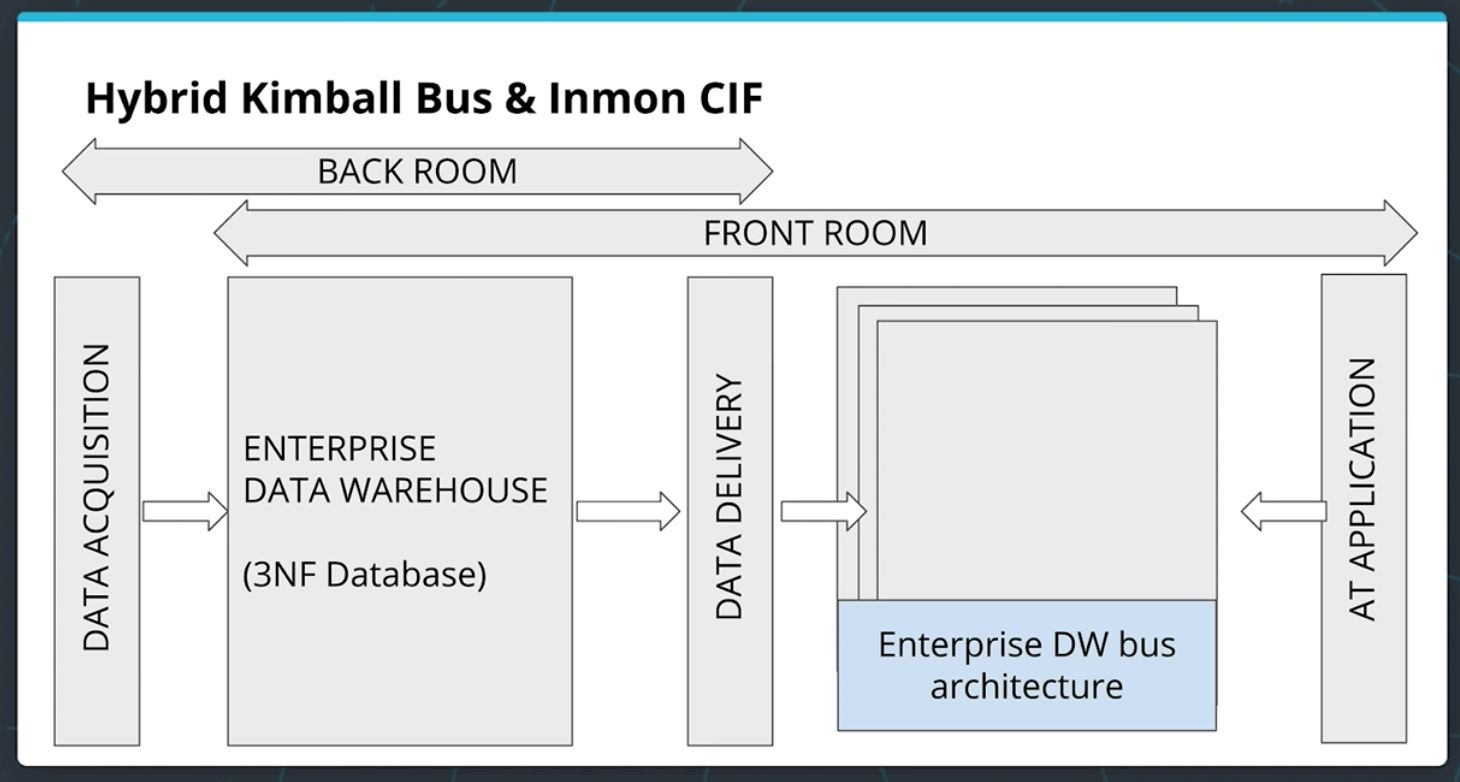 Hybrid Kimball Bus & Inmon CIF
BACK ROOM
FRONT ROOM
DATA ACQUISITION
ENTERPRISE
DATA WAREHOUSE
(3NF Database)
DATA DELIVERY
Enterprise DW bus
architecture
AT APPLICATION